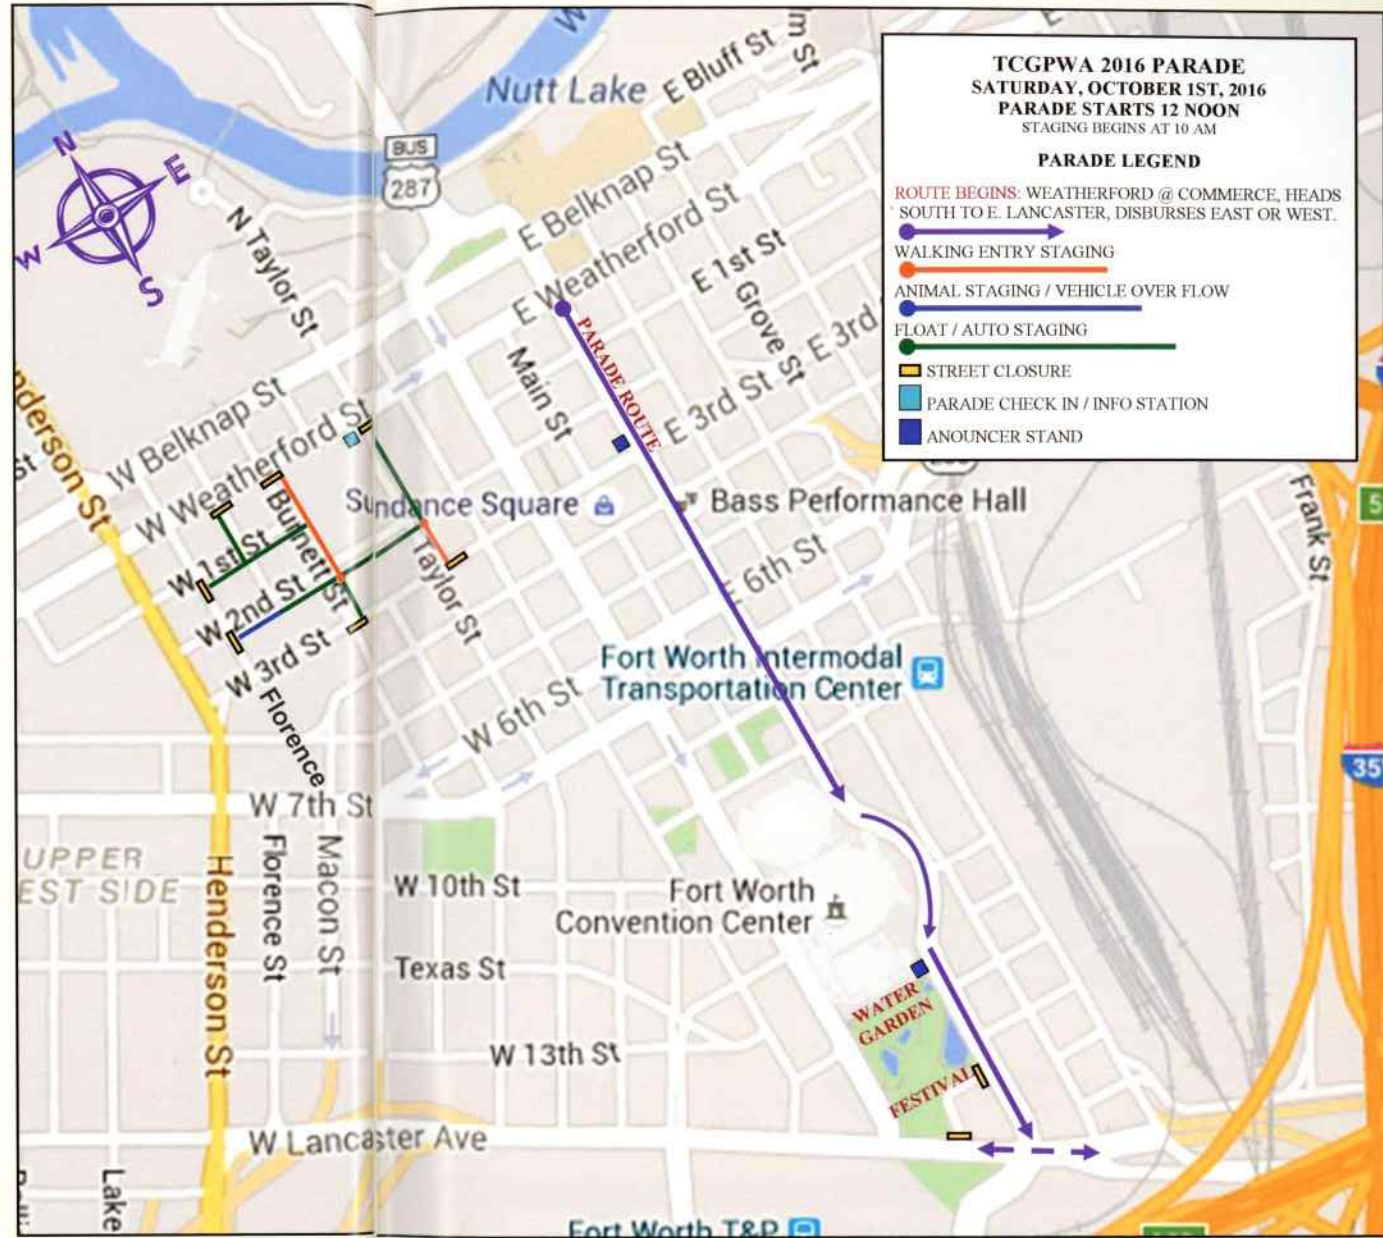 TCGPWA 2016 PARADE
SATURDAY, OCTOBER 1ST, 2016
PARADE STARTS 12 NOON
STAGING BEGINS AT 10 AM
PARADE LEGEND
ROUTE BEGINS: WEATHERFORD @ COMMERCE, HEADS
SOUTH TO E. LANCASTER, DISBURSES EAST OR WEST.
WALKING ENTRY STAGING
ANIMAL STAGING / VEHICLE OVER FLOW
FLOAT / AUTO STAGING
STREET CLOSURE
PARADE CHECK IN / INFO STATION
ANOUNCER STAND
W
Nutt Lake
E Bluff St
lm St
E
BUS
287
N
E
W
S
N Taylor St
E Belknap St
E Weatherford St
E 1st St
Grove St
E 3rd
E 3rd St
Main St
PARADE ROUTE
nderson St
St
W Belknap St
W Weatherford St
Sundance Square
Bass Performance Hall
Burnett St
W 1st St
W 2nd St
W 3rd St
Taylor St
E 6th St
Frank St
5
Fort Worth Intermodal
Transportation Center
Florence
W 6th St
35
W 7th St
UPPER
EST SIDE
Henderson St
Florence St
Macon St
W 10th St
Fort Worth
Convention Center
Texas St
WATER
GARDEN
W 13th St
FESTIVAL
W Lancaster Ave
Lake
Fort Worth T&P